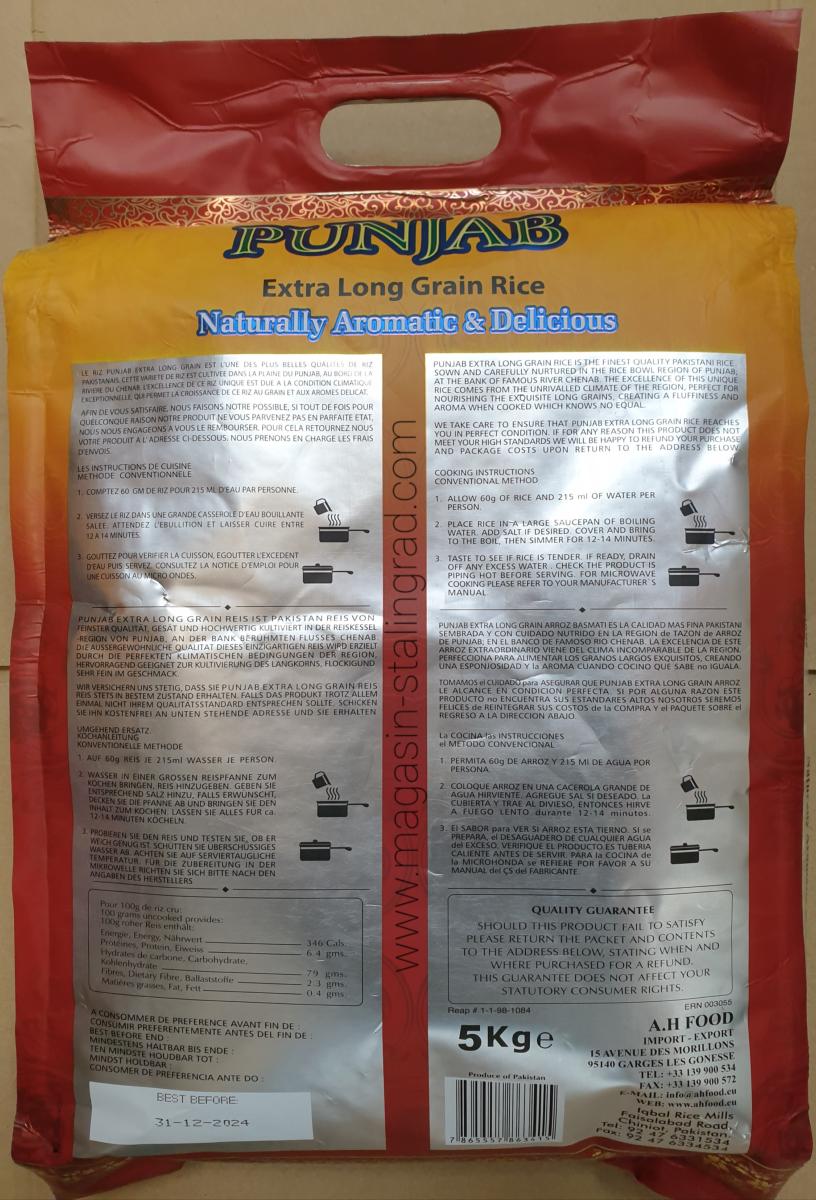 PUNJAB
Extra Long Grain Rice
Naturally Aromatic & Delicious
LE RIZ PUNJAB EXTRA LONG GRAIN EST L'UNE DES PLUS BELLES QUALITES DE RIZ
PAKISTANAIS. CETTE VARIETE DE RIZ EST CULTIVEE DANS LA PLAINE DU PUNJAB, AU BORD DE LA
RIVIERE DU CHENAB. L'EXCELLENCE DE CE RIZ UNIQUE EST DUE A LA CONDITION CLIMATIQUE
EXCEPTIONNELLE, QUI PERMET LA CROISSANCE DE CE RIZ AU GRAIN ET AUX AROMES DELICAT.
AFIN DE VOUS SATISFAIRE. NOUS FAISONS NOTRE POSSIBLE, SI TOUT DE FOIS POUR
QUELCONQUE RAISON NOTRE PRODUIT NE VOUS PARVENEZ PAS EN PARFAITE ETAT,
NOUS NOUS ENGAGEONS A VOUS LE REMBOURSER. POUR CELA RETOURNEZ NOUS
VOTRE PRODUIT A L'ADRESSE CI-DESSOUS. NOUS PRENONS EN CHARGE LES FRAIS
D'ENVOIS.
LES INSTRUCTIONS DE CUISINE
METHODE CONVENTIONNELLE
1. COMPTEZ 60 GM DE RIZ POUR 215 ML D'EAU PAR PERSONNE.
2. VERSEZ LE RIZ DANS UNE GRANDE CASSEROLE D'EAU BOUILLANTE
SALEE. ATTENDEZ L'EBULLITION ET LAISSER CUIRE ENTRE
12 A 14 MINUTES.
3. GOUTTEZ POUR VERIFIER LA CUISSON, EGOUTTER L'EXCEDENT
D'EAU PUIS SERVEZ. CONSULTEZ LA NOTICE D'EMPLOI POUR
UNE CUISSON AU MICRO ONDES.
PUNJAB EXTRA LONG GRAIN RICE IS THE FINEST QUALITY PAKISTANI RICE.
SOWN AND CAREFULLY NURTURED IN THE RICE BOWL REGION OF PUNJAB;
AT THE BANK OF FAMOUS RIVER CHENAB. THE EXCELLENCE OF THIS UNIQUE
RICE COMES FROM THE UNRIVALLED CLIMATE OF THE REGION, PERFECT FOR
NOURISHING THE EXQUISITE LONG GRAINS, CREATING A FLUFFINESS AND
AROMA WHEN COOKED WHICH KNOWS NO EQUAL.
WE TAKE CARE TO ENSURE THAT PUNJAB EXTRA LONG GRAIN RICE REACHES
YOU IN PERFECT CONDITION. IF FOR ANY REASON THIS PRODUCT DOES NOT
MEET YOUR HIGH STANDARDS WE WILL BE HAPPY TO REFUND YOUR PURCHASE
AND PACKAGE COSTS UPON RETURN TO THE ADDRESS BELOW.
COOKING INSTRUCTIONS
CONVENTIONAL METHOD
1. ALLOW 60g OF RICE AND 215 ml OF WATER PER
PERSON.
2. PLACE RICE IN A LARGE SAUCEPAN OF BOILING
WATER. ADD SALT IF DESIRED. COVER AND BRING
TO THE BOIL, THEN SIMMER FOR 12-14 MINUTES.
3. TASTE TO SEE IF RICE IS TENDER. IF READY, DRAIN
OFF ANY EXCESS WATER. CHECK THE PRODUCT IS
PIPING HOT BEFORE SERVING. FOR MICROWAVE
COOKING PLEASE REFER TO YOUR MANUFACTURER`S
MANUAL.
PUNJAB EXTRA LONG GRAIN REIS IST PAKISTAN REIS VON
FEINSTER QUALITÄT, GESÄT UND HOCHWERTIG KULTIVIERT IN DER REISKESSEL
-REGION VON PUNJAB, AN DER BANK BERÜHMTEN FLUSSES CHENAB
DIE AUSSERGEWÖHNLICHE QUALITÄT DIESES EINZIGARTIGEN REIS WIRD ERZIELT
DURCH DIE PERFEKTEN KLIMATISCHEN BEDINGUNGEN DER REGION,
HERVORRAGEND GEEIGNET ZUR KULTIVIERUNG DES LANGKORNS, FLOCKIGUND
SEHR FEIN IM GESCHMACK.
WIR VERSICHERN UNS STETIG, DASS SIE PUNJAB EXTRA LONG GRAIN REIS
REIS STETS IN BESTEM ZUSTAND ERHALTEN. FALLS DAS PRODUKT TROTZ ALLEM
EINMAL NICHT IHREM QUALITÄTSSTANDARD ENTSPRECHEN SOLLTE, SCHICKEN
SIE IHN KOSTENFREI AN UNTEN STEHENDE ADRESSE UND SIE ERHALTEN
UMGEHEND ERSATZ.
KOCHANLEITUNG
KONVENTIONELLE METHODE
1. AUF 60g REIS JE 215ml WASSER JE PERSON.
2. WASSER IN EINER GROSSEN REISPFANNE ZUM
KOCHEN BRINGEN, REIS HINZUGEBEN. GEBEN SIE
ENTSPRECHEND SALZ HINZU, FALLS ERWÜNSCHT,
DECKEN SIE DIE PFANNE AB UND BRINGEN SIE DEN
INHALT ZUM KOCHEN. LASSEN SIE ALLES FÜR ca.
12-14 MINUTEN KÖCHELN.
3. PROBIEREN SIE DEN REIS UND TESTEN SIE, OB ER
WEICH GENUG IST. SCHÜTTEN SIE ÜBERSCHÜSSIGES
WASSER AB. ACHTEN SIE AUF SERVIERTAUGLICHE
TEMPERATUR. FÜR DIE ZUBEREITUNG IN DER
MIKROWELLE RICHTEN SIE SICH BITTE NACH DEN
ANGABEN DES HERSTELLERS
PUNJAB EXTRA LONG GRAIN ARROZ BASMATI ES LA CALIDAD MAS FINA PAKISTANI
SEMBRADA Y CON CUIDADO NUTRIDO EN LA REGION de TAZON de ARROZ
DE PUNJAB; EN EL BANCO DE FAMOSO RIO CHENAB. LA EXCELENCIA DE ESTE
ARROZ EXTRAORDINARIO VIENE DEL CLIMA INCOMPARABLE DE LA REGION.
PERFECCIONA PARA ALIMENTAR LOS GRANOS LARGOS EXQUISITOS, CREANDO
UNA ESPONJOSIDAD y la AROMA CUANDO COCINO QUE SABE no IGUALA.
TOMAMOS el CUIDADO para ASEGURAR QUE PUNJAB EXTRA LONG GRAIN ARROZ
LE ALCANCE EN CONDICION PERFECTA. SI POR ALGUNA RAZON ESTE
PRODUCTO no ENCUENTRA SUS ESTANDARES ALTOS NOSOTROS SEREMOS
FELICES de REINTEGRAR SUS COSTOS de la COMPRA y el PAQUETE SOBRE el
REGRESO A LA DIRECCION ABAJO.
La COCINA las INSTRUCCIONES
el METODO CONVENCIONAL
1. PERMITA 60g DE ARROZ Y 215 Ml DE AGUA POR
PERSONA.
2. COLOQUE ARROZ EN UNA CACEROLA GRANDE DE
AGUA HIRVIENTE. AGREGUE SAL SI DESEADO. La
CUBIERTA Y TRAE AL DIVIESO, ENTONCES HIRVE
A FUEGO LENTO durante 12-14 minutos.
3. El SABOR para VER SI ARROZ ESTA TIERNO. SI se
PREPARA, el DESAGUADERO DE CUALQUIER AGUA
del EXCESO. VERIFIQUE EL PRODUCTO ES TUBERIA
CALIENTE ANTES DE SERVIR. PARA la COCINA de
la MICROHONDA se REFIERE POR FAVOR A SU
MANUAL del ÇS del FABRICANTE.
www.magasin-stalingrad.com
Pour 100g de riz cru:
100 grams uncooked provides:
100g roher Reis enthält:
Energie, Energy, Nährwert 346 Cals.
Protéines, Protein, Eiweiss 6.4 gms.
Hydrates de carbone, Carbohydrate,
Kohlenhydrate 79 gms.
Fibres, Dietary Fibre, Ballaststoffe 2.3 gms.
Matières grasses, Fat, Fett 0.4 gms.
A CONSOMMER DE PREFERENCE AVANT FIN DE :
CONSUMIR PREFERENTEMENTE ANTES DEL FIN DE :
BEST BEFORE END :
MINDESTENS HALTBAR BIS ENDE :
TEN MINDSTE HOUDBAR TOT :
MINDST HOLDBAR :
CONSOMER DE PREFERENCIA ANTE DO :
BEST BEFORE:
31-12-2024
QUALITY GUARANTEE
SHOULD THIS PRODUCT FAIL TO SATISFY
PLEASE RETURN THE PACKET AND CONTENTS
TO THE ADDRESS BELOW, STATING WHEN AND
WHERE PURCHASED FOR A REFUND.
THIS GUARANTEE DOES NOT AFFECT YOUR
STATUTORY CONSUMER RIGHTS.
Reap # 1-1-98-1084
ERN 003055
5Kg e
A.H FOOD
IMPORT - EXPORT
15 AVENUE DES MORILLONS
95140 GARGES LES GONESSE
TEL: +33 139 900 534
FAX: +33 139 900 572
E-MAIL: info@ahfood.eu
WEB: www.ahfood.eu
Iqbal Rice Mills
Faisalabad Road,
Chiniot, Pakistan.
Tel: 92 47 6331534
Fax: 92 47 6334534
Produce of Pakistan
7 865557 863415